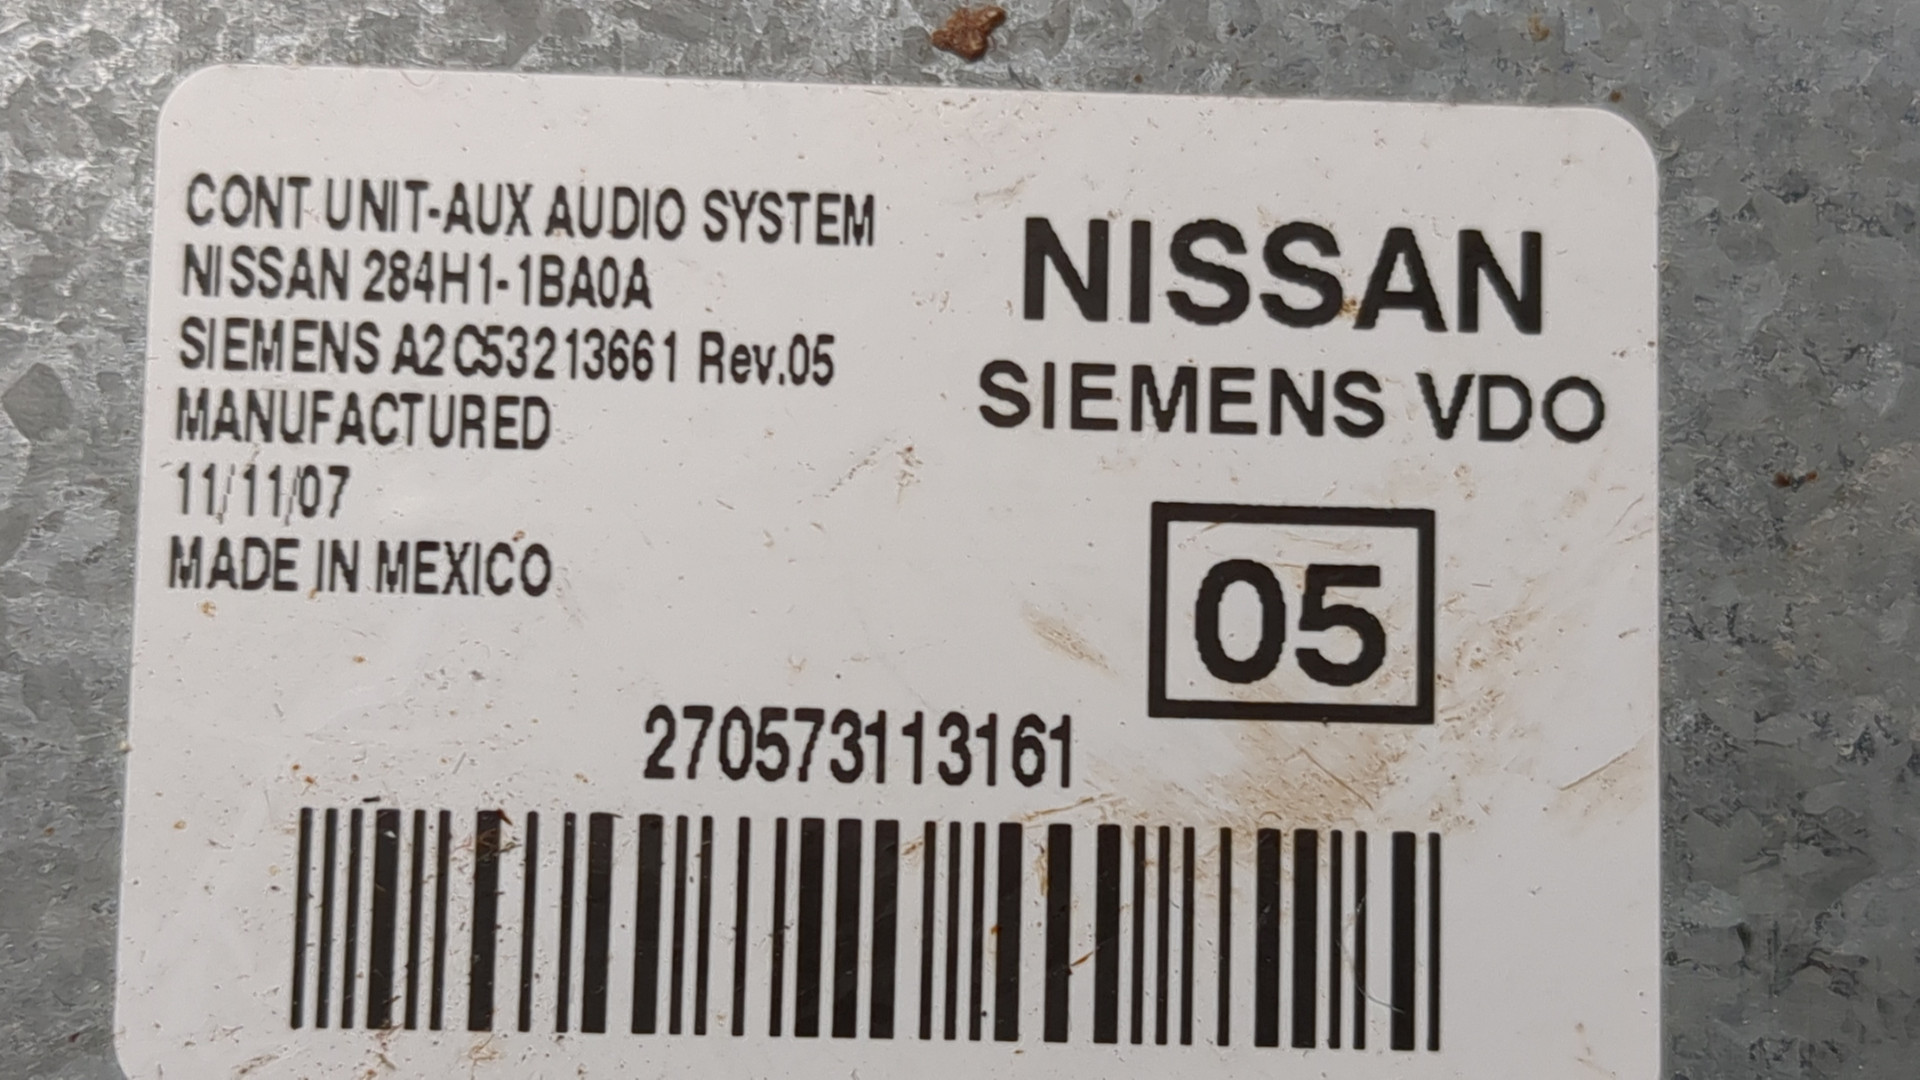 CONT UNIT-AUX AUDIO SYSTEM
NISSAN 284H1-1BA0A
SIEMENS A2C53213661 Rev.05
MANUFACTURED
11/11/07
MADE IN MEXICO
NISSAN
SIEMENS VDO
05
270573113161